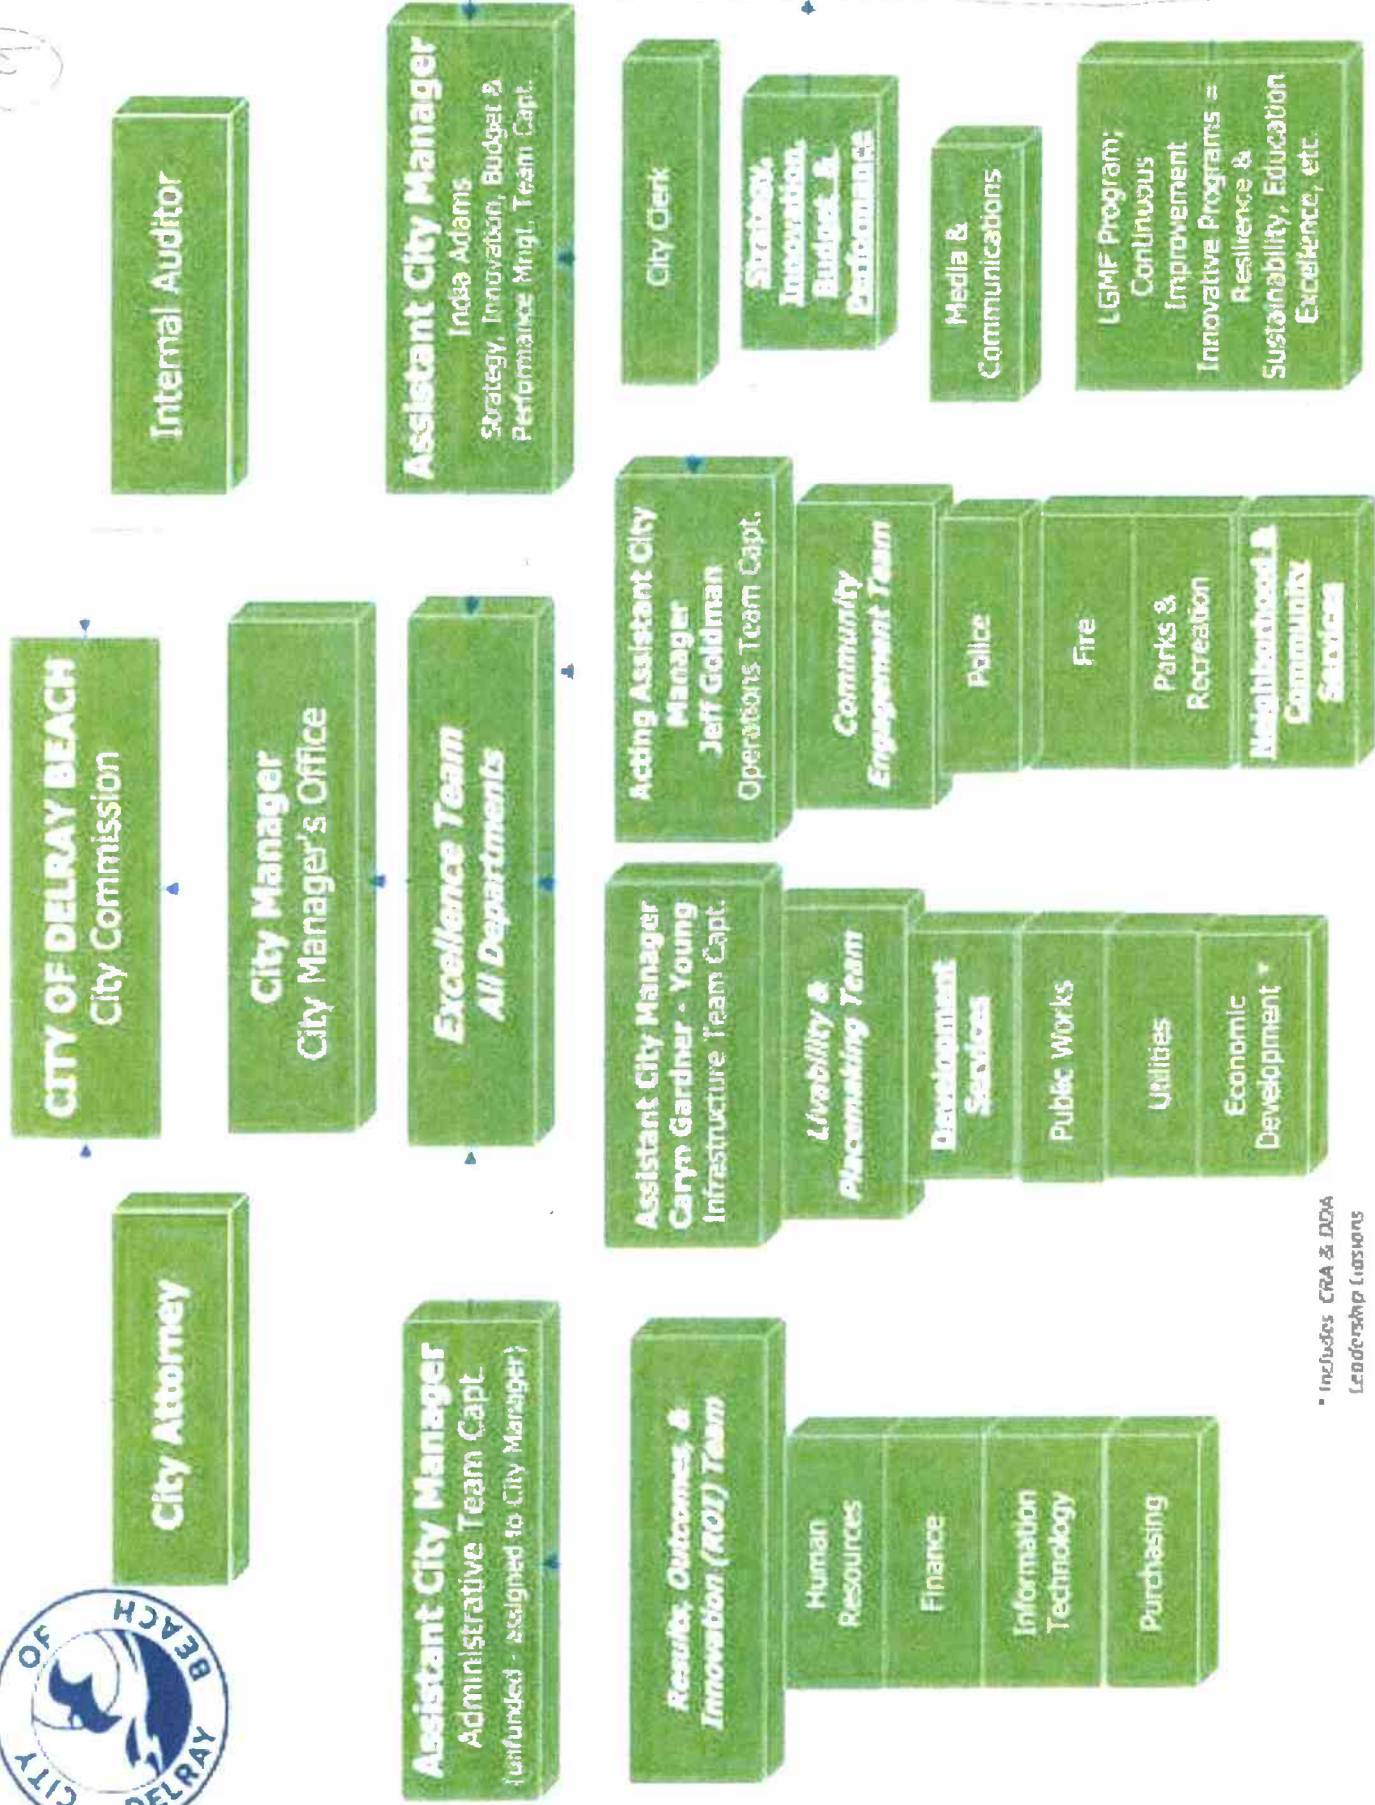 CITY OF DELRAY BEACH
City Commission
CITY OF DELRAY BEACH
City Attorney
Internal Auditor
City Manager
City Manager's Office
Excellence Team
All Departments
Assistant City Manager
Administrative Team Capt.
(unfunded - assigned to City Manager)
Results, Outcomes, &
Innovation (ROI) Team
Human
Resources
Finance
Information
Technology
Purchasing
Assistant City Manager
Caryn Gardner - Young
Infrastructure Team Capt.
Livability &
Placemaking Team
Development
Services
Public Works
Utilities
Economic
Development *
* Includes CRA & DDA
Leadership Liasions
Acting Assistant City
Manager
Jeff Goldman
Operations Team Capt.
Community
Engagement Team
Police
Fire
Parks &
Recreation
Neighborhood &
Community
Services
Assistant City Manager
India Adams
Strategy, Innovation, Budget &
Performance Mngt. Team Capt.
City Clerk
Strategy,
Innovation,
Budget &
Performance
Media &
Communications
LGMF Program;
Continuous
Improvement
Innovative Programs =
Resilience &
Sustainability, Education
Excellence, etc.